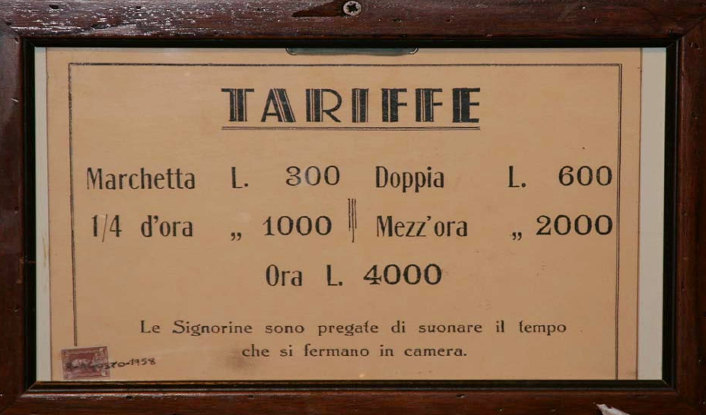 TARIFFE
Marchetta L. 300 Doppia L. 600
1/4 d'ora „ 1000 Mezz'ora „ 2000
Ora L. 4000
Le Signorine sono pregate di suonare il tempo
che si fermano in camera.
1958